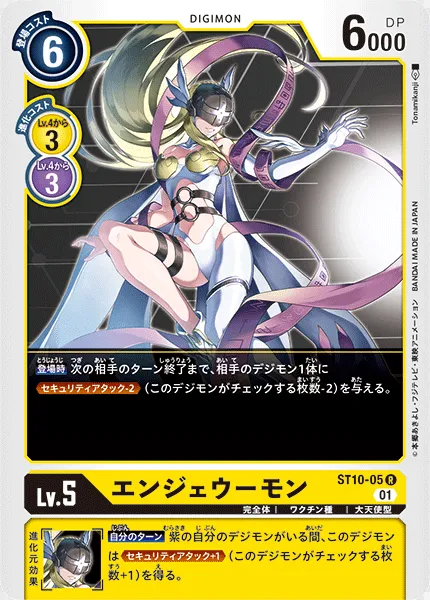 登場コスト
6
DIGIMON
6000
DP
進化コスト
Lv.4から
3
Lv.4から
3
Tonamikanji
BANDAI MADE IN JAPAN
©本郷あきよし・フジテレビ・東映アニメーション
登場時 次の相手のターン終了まで、相手のデジモン1体に
セキュリティアタック-2 (このデジモンがチェックする枚数-2)を与える。
ST10-05 R
01
Lv.5
エンジェウーモン
完全体 | ワクチン種 | 大天使型
進化元効果
自分のターン 紫の自分のデジモンがいる間、このデジモン
は セキュリティアタック+1 (このデジモンがチェックする枚
数+1)を得る。